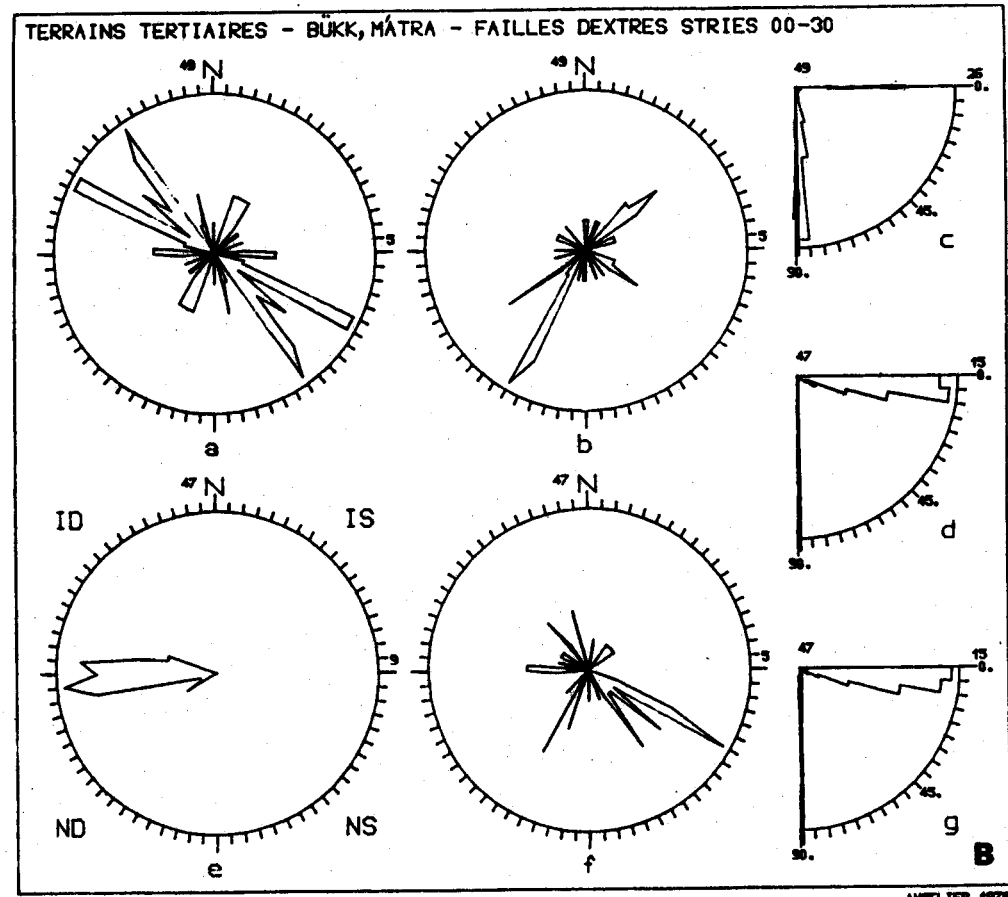 TERRAINS TERTIAIRES - BÜKK, MÁTRA - FAILLES DEXTRES STRIES 00-30
49 N
5
a
49 N
5
b
49
26
0.
45.
90.
c
47
15
0.
45.
90.
d
47 N
ID
IS
9
ND
NS
e
47 N
5
f
47
15
0.
45.
90.
g
B